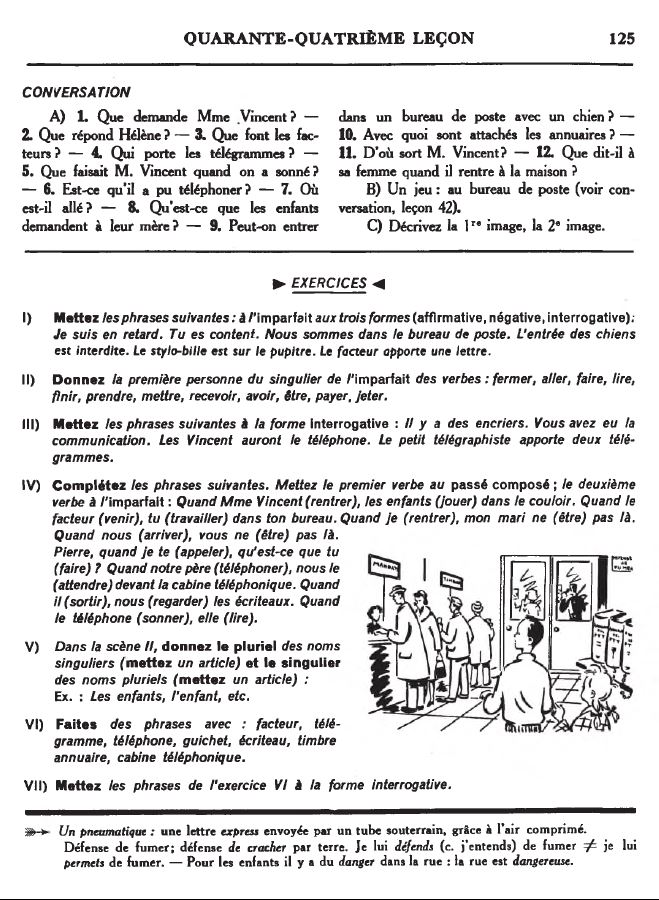 QUARANTE-QUATRIÈME LEÇON 125
CONVERSATION
A) 1. Que demande Mme Vincent ? —
2. Que répond Hélène ? — 3. Que font les fac-
teurs ? — 4. Qui porte les télégrammes ? —
5. Que faisait M. Vincent quand on a sonné ?
— 6. Est-ce qu'il a pu téléphoner ? — 7. Où
est-il allé ? — 8. Qu'est-ce que les enfants
demandent à leur mère ? — 9. Peut-on entrer
dans un bureau de poste avec un chien ? —
10. Avec quoi sont attachés les annuaires ? —
11. D'où sort M. Vincent ? — 12. Que dit-il à
sa femme quand il rentre à la maison ?
B) Un jeu : au bureau de poste (voir con-
versation, leçon 42).
C) Décrivez la 1re image, la 2e image.
► EXERCICES ◄
I) Mettez les phrases suivantes : à l'imparfait aux trois formes (affirmative, négative, interrogative) :
Je suis en retard. Tu es content. Nous sommes dans le bureau de poste. L'entrée des chiens
est interdite. Le stylo-bille est sur le pupitre. Le facteur apporte une lettre.
II) Donnez la première personne du singulier de l'imparfait des verbes : fermer, aller, faire, lire,
finir, prendre, mettre, recevoir, avoir, être, payer, jeter.
III) Mettez les phrases suivantes à la forme interrogative : Il y a des encriers. Vous avez eu la
communication. Les Vincent auront le téléphone. Le petit télégraphiste apporte deux télé-
grammes.
IV) Complétez les phrases suivantes. Mettez le premier verbe au passé composé ; le deuxième
verbe à l'imparfait : Quand Mme Vincent (rentrer), les enfants (jouer) dans le couloir. Quand le
facteur (venir), tu (travailler) dans ton bureau. Quand je (rentrer), mon mari ne (être) pas là.
Quand nous (arriver), vous ne (être) pas là.
Pierre, quand je te (appeler), qu'est-ce que tu
(faire) ? Quand notre père (téléphoner), nous le
(attendre) devant la cabine téléphonique. Quand
il (sortir), nous (regarder) les écriteaux. Quand
le téléphone (sonner), elle (lire).
V) Dans la scène II, donnez le pluriel des noms
singuliers (mettez un article) et le singulier
des noms pluriels (mettez un article) :
Ex. : Les enfants, l'enfant, etc.
VI) Faites des phrases avec : facteur, télé-
gramme, téléphone, guichet, écriteau, timbre
annuaire, cabine téléphonique.
MANDAT
DEFENSE
DE
FUMER
VII) Mettez les phrases de l'exercice VI à la forme interrogative.
Un pneumatique : une lettre express envoyée par un tube souterrain, grâce à l'air comprimé.
Défense de fumer; défense de cracher par terre. Je lui défends (c. j'entends) de fumer ≠ je lui
permets de fumer. — Pour les enfants il y a du danger dans la rue : la rue est dangereuse.